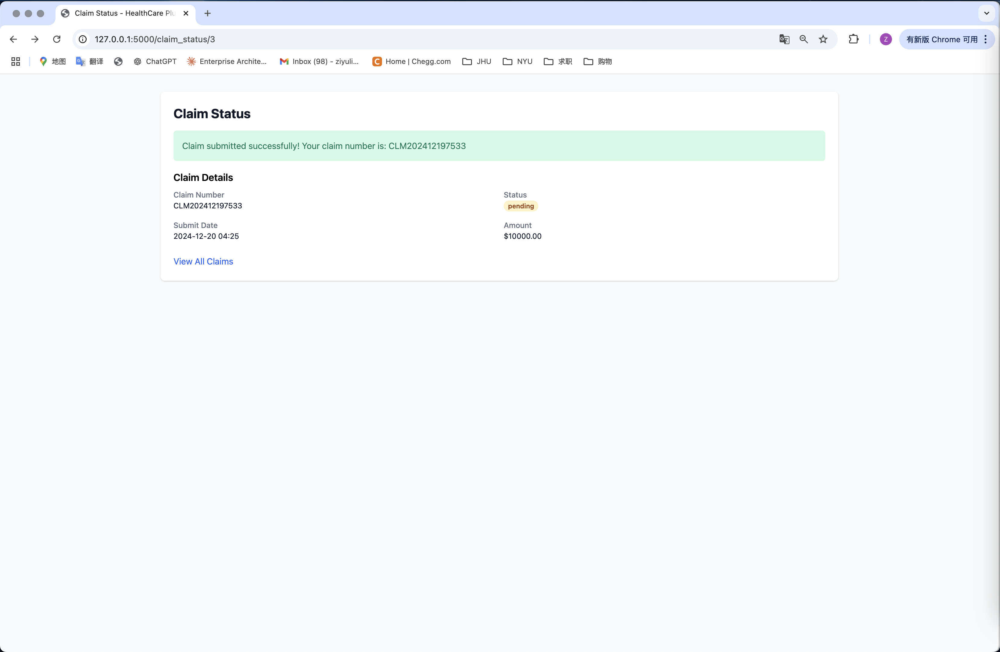 Claim Status - HealthCare Plu
127.0.0.1:5000/claim_status/3
Z
有新版 Chrome 可用
地图
翻译
ChatGPT
Enterprise Archite...
Inbox (98) - ziyuli...
C
Home | Chegg.com
JHU
NYU
求职
购物
Claim Status
Claim submitted successfully! Your claim number is: CLM202412197533
Claim Details
Claim Number
CLM202412197533
Status
pending
Submit Date
2024-12-20 04:25
Amount
$10000.00
View All Claims